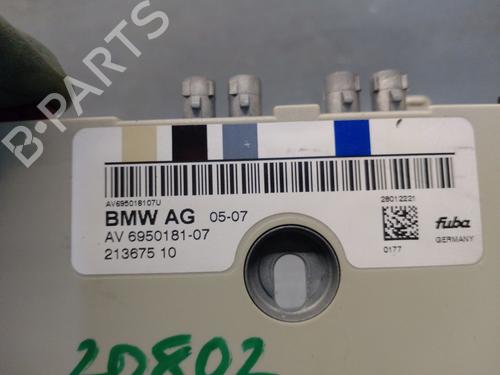 B-PARTS
AV695018107U
BMW AG 05-07
AV 6950181-07
213675 10
28012221
0177
fuba
GERMANY
20802